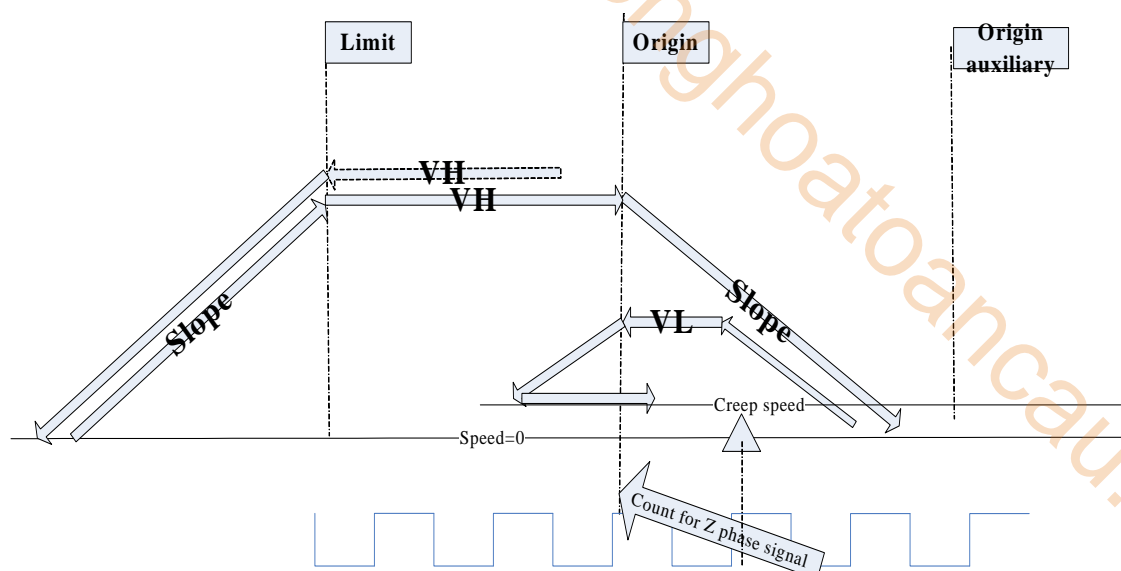 Limit
Origin
Origin
auxiliary
VH
VH
Slope
Slope
VL
Creep speed
Speed=0
Count for Z phase signal